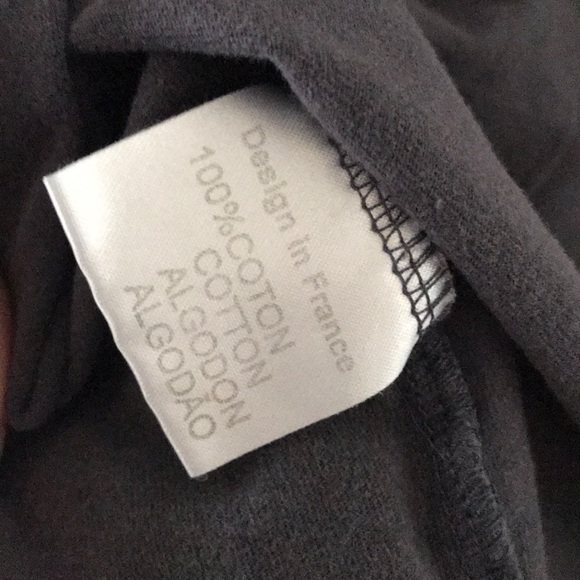 Design in France
100%COTON
COTTON
ALGODON
ALGODÃO